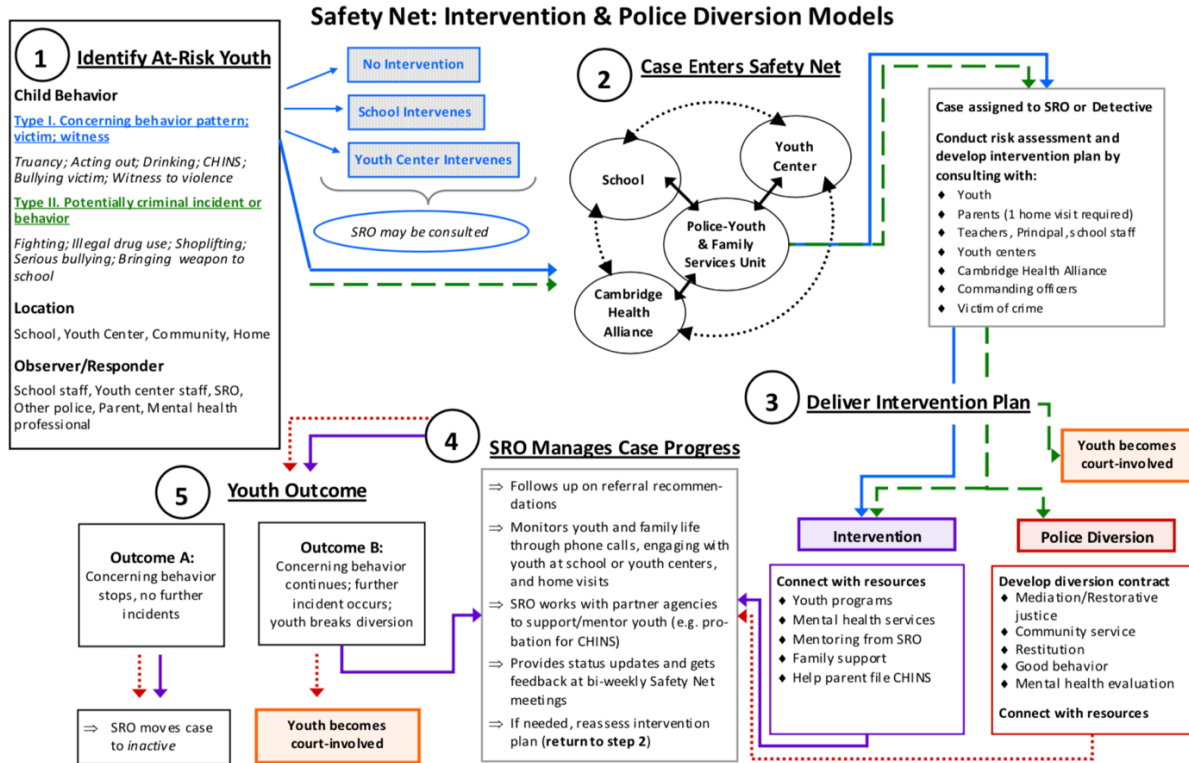 Safety Net: Intervention & Police Diversion Models
1
Identify At-Risk Youth
Child Behavior
Type I. Concerning behavior pattern;
victim; witness
Truancy; Acting out; Drinking; CHINS;
Bullying victim; Witness to violence
Type II. Potentially criminal incident or
behavior
Fighting; Illegal drug use; Shoplifting;
Serious bullying; Bringing weapon to
school
Location
School, Youth Center, Community, Home
Observer/Responder
School staff, Youth center staff, SRO,
Other police, Parent, Mental health
professional
No Intervention
School Intervenes
Youth Center Intervenes
SRO may be consulted
2
Case Enters Safety Net
School
Youth
Center
Police-Youth
& Family
Services Unit
Cambridge
Health
Alliance
Case assigned to SRO or Detective
Conduct risk assessment and
develop intervention plan by
consulting with:
♦ Youth
♦ Parents (1 home visit required)
♦ Teachers, Principal, school staff
♦ Youth centers
♦ Cambridge Health Alliance
♦ Commanding officers
♦ Victim of crime
3
Deliver Intervention Plan
Youth becomes
court-involved
Intervention
Connect with resources
♦ Youth programs
♦ Mental health services
♦ Mentoring from SRO
♦ Family support
♦ Help parent file CHINS
Police Diversion
Develop diversion contract
♦ Mediation/Restorative
justice
♦ Community service
♦ Restitution
♦ Good behavior
♦ Mental health evaluation
Connect with resources
4
SRO Manages Case Progress
⇒ Follows up on referral recommen-
dations
⇒ Monitors youth and family life
through phone calls, engaging with
youth at school or youth centers,
and home visits
⇒ SRO works with partner agencies
to support/mentor youth (e.g. pro-
bation for CHINS)
⇒ Provides status updates and gets
feedback at bi-weekly Safety Net
meetings
⇒ If needed, reassess intervention
plan (return to step 2)
5
Youth Outcome
Outcome A:
Concerning behavior
stops, no further
incidents
Outcome B:
Concerning behavior
continues; further
incident occurs;
youth breaks diversion
⇒ SRO moves case
to inactive
Youth becomes
court-involved